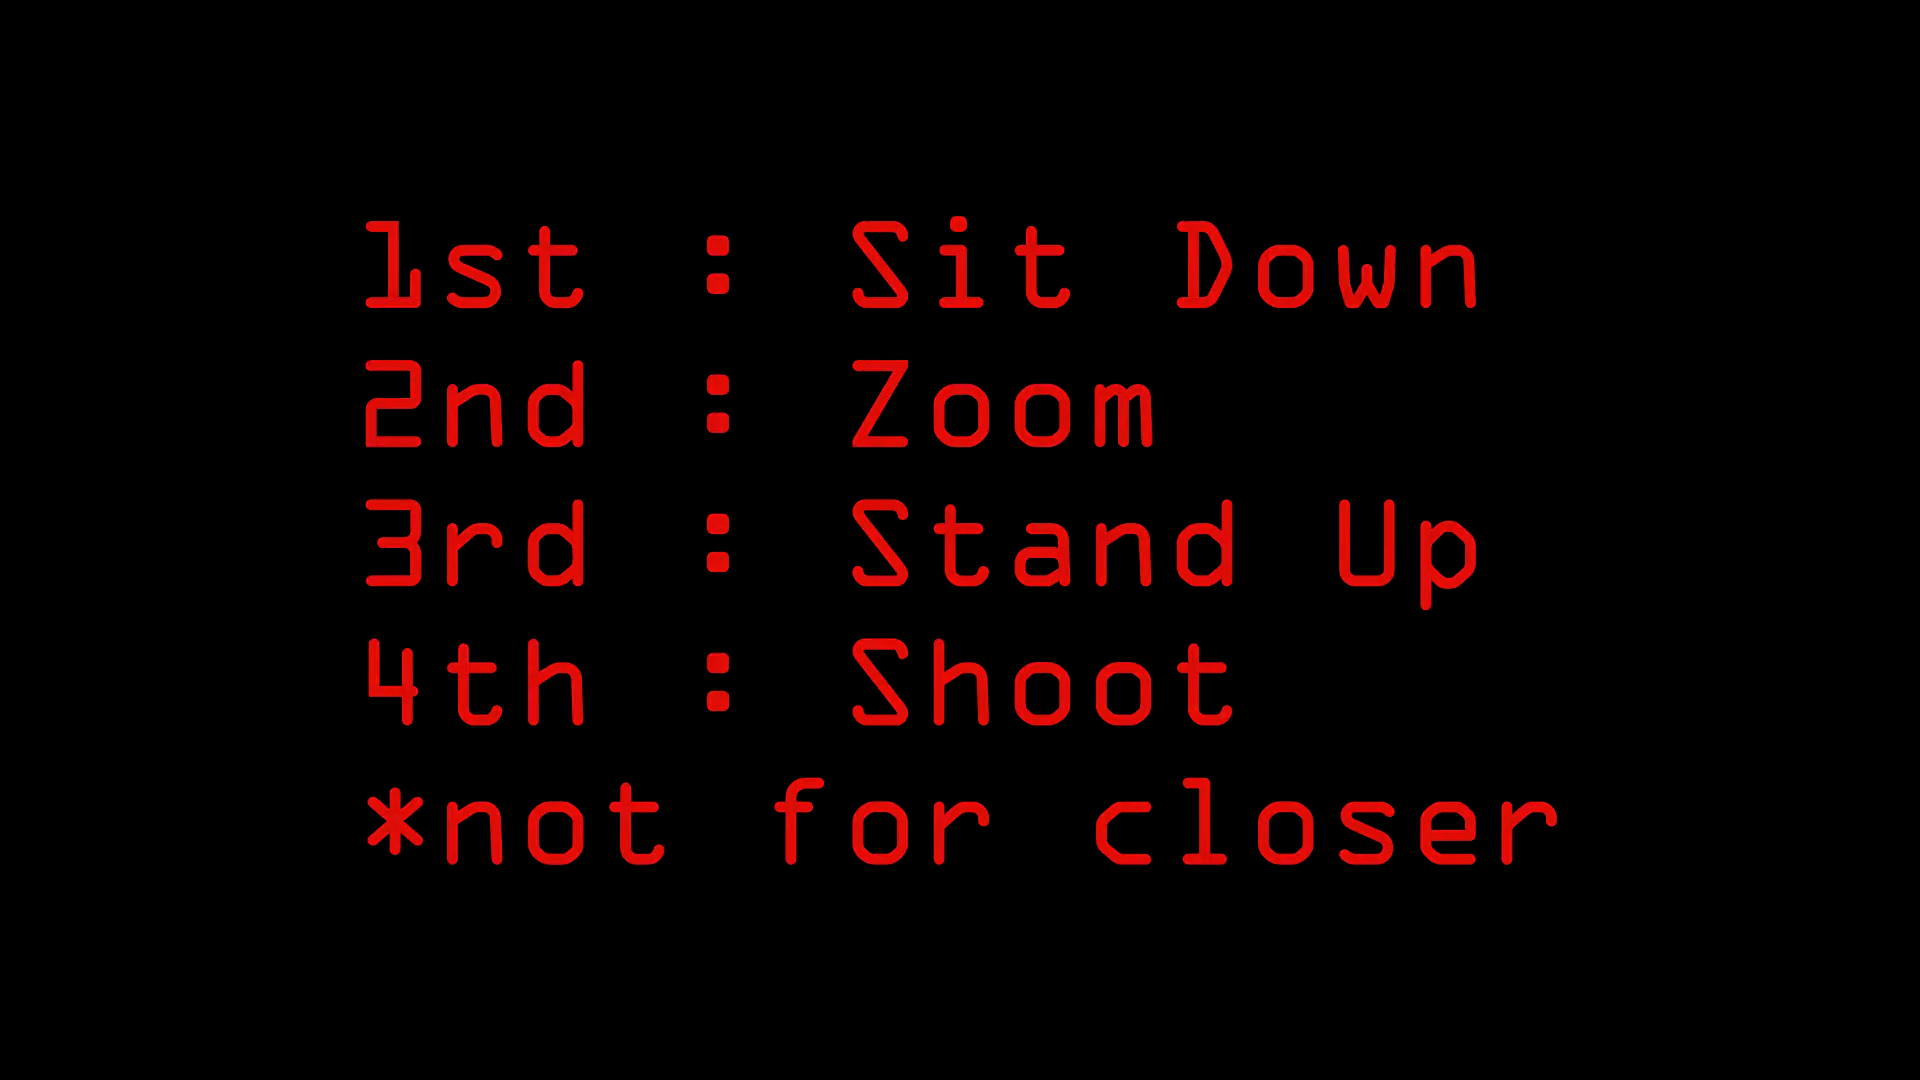 1st : Sit Down
2nd : Zoom
3rd : Stand Up
4th : Shoot
*not for closer